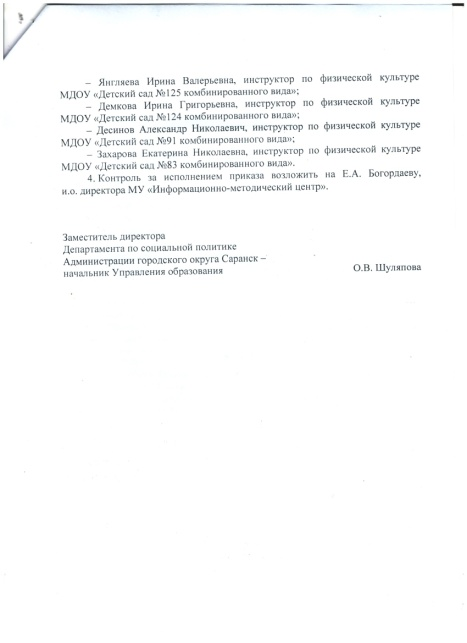 – Янгляева Ирина Валерьевна, инструктор по физической культуре
МДОУ «Детский сад №125 комбинированного вида»;
– Демкова Ирина Григорьевна, инструктор по физической культуре
МДОУ «Детский сад №124 комбинированного вида»;
– Десинов Александр Николаевич, инструктор по физической культуре
МДОУ «Детский сад №91 комбинированного вида»;
– Захарова Екатерина Николаевна, инструктор по физической культуре
МДОУ «Детский сад №83 комбинированного вида».
4. Контроль за исполнением приказа возложить на Е.А. Богордаеву,
и.о. директора МУ «Информационно-методический центр».
Заместитель директора
Департамента по социальной политике
Администрации городского округа Саранск –
начальник Управления образования О.В. Шуляпова